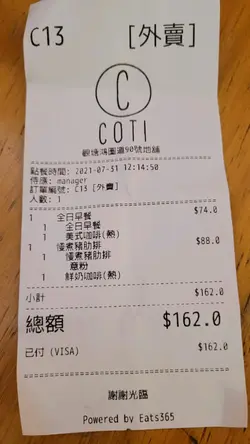 C13 [外賣]
C
COTI
觀塘鴻圖道90號地舖
點餐時間: 2021-07-31 12:14:50
侍應: manager
訂單編號: C13 [外賣]
人數: 1
1 全日早餐 $74.0
1 全日早餐
1 美式咖啡(熱)
1 慢煮豬肋排 $88.0
1 慢煮豬肋排
意粉
1 鮮奶咖啡(熱)
小計 $162.0
總額 $162.0
已付 (VISA) $162.0
謝謝光臨
Powered by Eats365